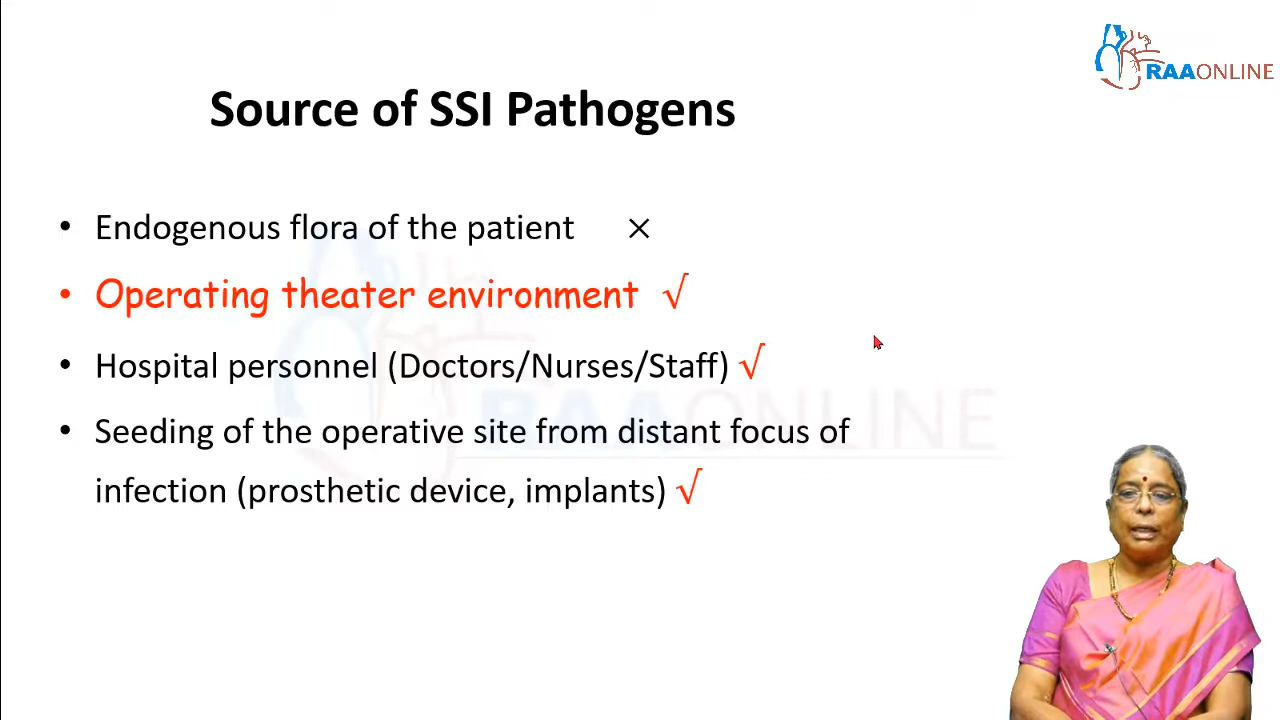 RAAONLINE
Source of SSI Pathogens
• Endogenous flora of the patient ×
• Operating theater environment √
• Hospital personnel (Doctors/Nurses/Staff) √
• Seeding of the operative site from distant focus of
infection (prosthetic device, implants) √
RAAONLINE